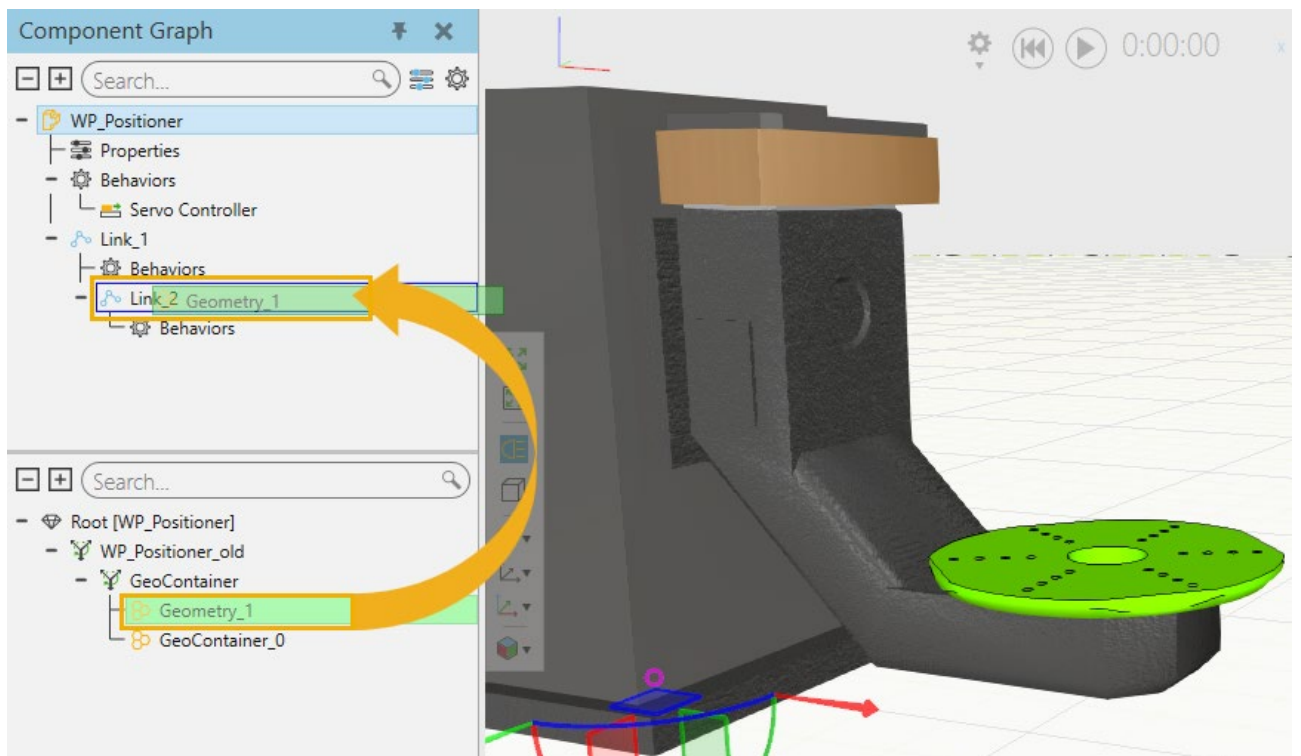 Component Graph
Search...
WP_Positioner
Properties
Behaviors
Servo Controller
Link_1
Behaviors
Link_2 Geometry_1
Behaviors
Search...
Root [WP_Positioner]
WP_Positioner_old
GeoContainer
Geometry_1
GeoContainer_0
0:00:00
x